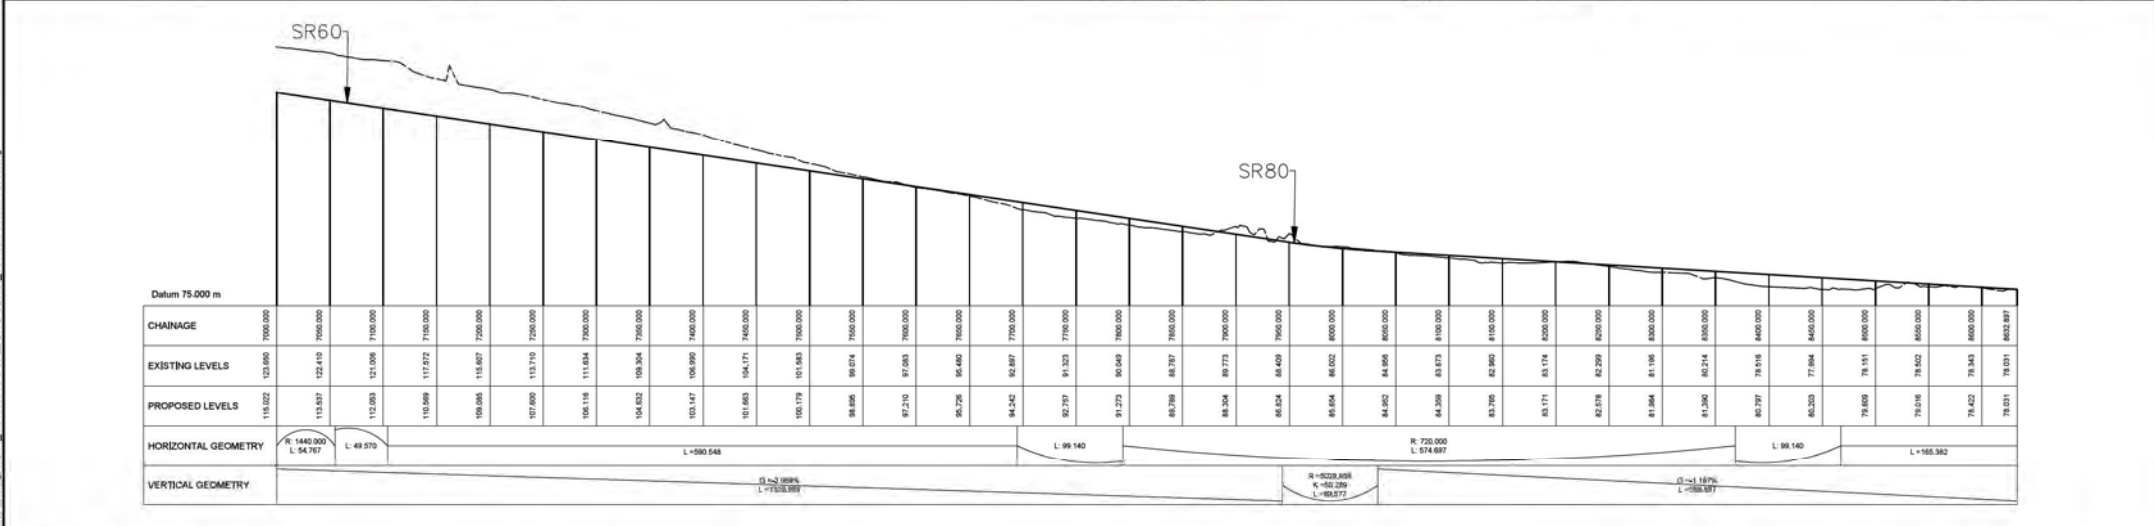 SR60
SR80
Datum 75.000 m
CHAINAGE 7000.000 7050.000 7100.000 7150.000 7200.000 7250.000 7300.000 7350.000 7400.000 7450.000 7500.000 7550.000 7600.000 7650.000 7700.000 7750.000 7800.000 7850.000 7900.000 7950.000 8000.000 8050.000 8100.000 8150.000 8200.000 8250.000 8300.000 8350.000 8400.000 8450.000 8500.000 8550.000 8600.000 8632.897
EXISTING LEVELS 123.650 122.410 121.006 117.572 115.607 113.710 111.634 109.304 106.990 104.171 101.583 99.074 97.083 95.480 92.897 91.323 90.049 88.787 89.773 88.409 86.002 84.956 83.873 82.960 83.174 82.299 81.196 80.214 78.516 77.994 78.151 78.502 78.343 78.031
PROPOSED LEVELS 115.022 113.537 112.053 110.569 109.085 107.600 106.116 104.632 103.147 101.663 100.179 98.695 97.210 95.726 94.242 92.757 91.273 89.789 88.304 86.824 85.654 84.952 84.359 83.765 83.171 82.578 81.984 81.390 80.797 80.203 79.609 79.016 78.422 78.031
HORIZONTAL GEOMETRY R: 1440.000 L: 54.767 L: 49.570 L =590.548 L: 99.140 R: 720.000 L: 574.697 L: 99.140 L =165.382
VERTICAL GEOMETRY